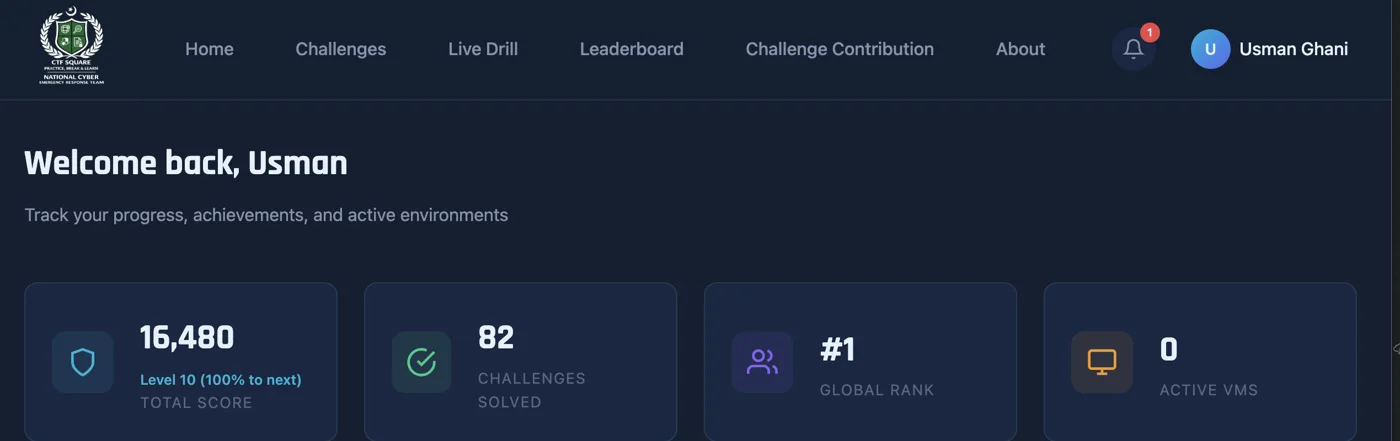 CTF SQUARE
PRACTICE, BREAK & LEARN
NATIONAL CYBER
EMERGENCY RESPONSE TEAM
Home
Challenges
Live Drill
Leaderboard
Challenge Contribution
About
1
U
Usman Ghani
Welcome back, Usman
Track your progress, achievements, and active environments
16,480
Level 10 (100% to next)
TOTAL SCORE
82
CHALLENGES
SOLVED
#1
GLOBAL RANK
0
ACTIVE VMS